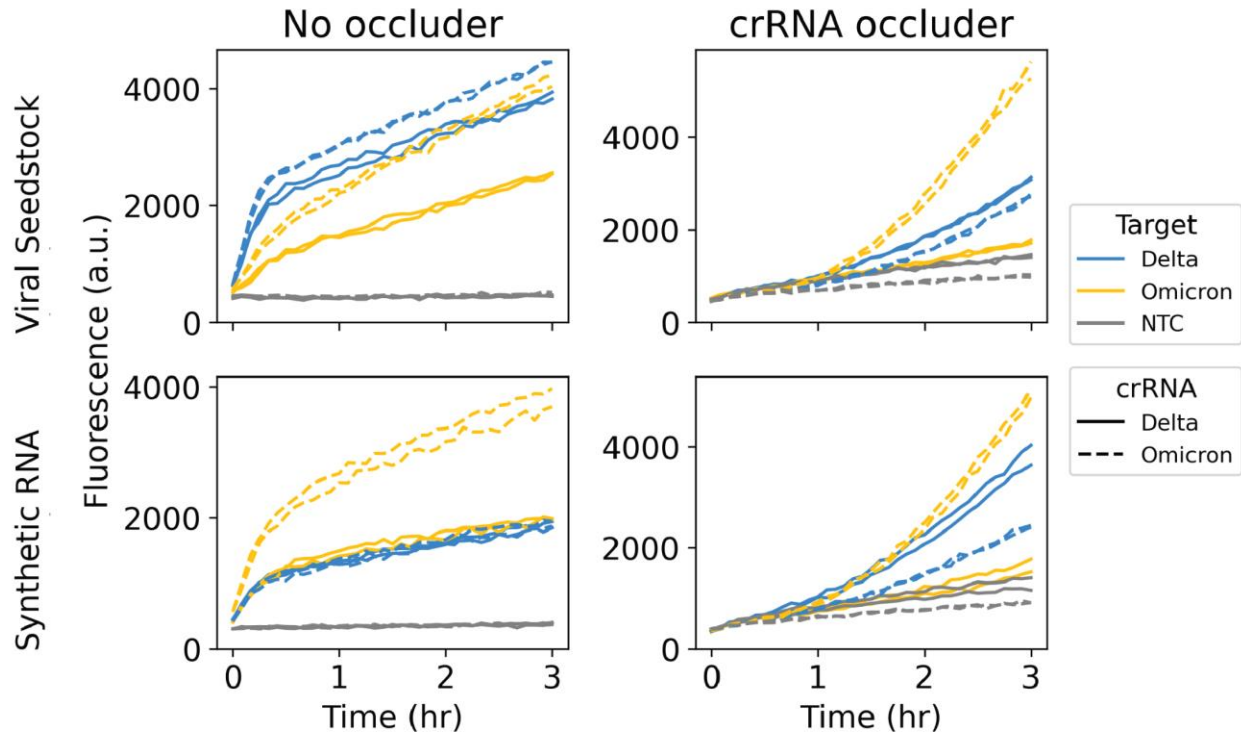 No occluder
crRNA occluder
Viral Seedstock
Synthetic RNA
Fluorescence (a.u.)
4000
2000
0
4000
2000
0
4000
2000
0
0 1 2 3
Time (hr)
4000
2000
0
0 1 2 3
Time (hr)
Target
Delta
Omicron
NTC
crRNA
Delta
Omicron